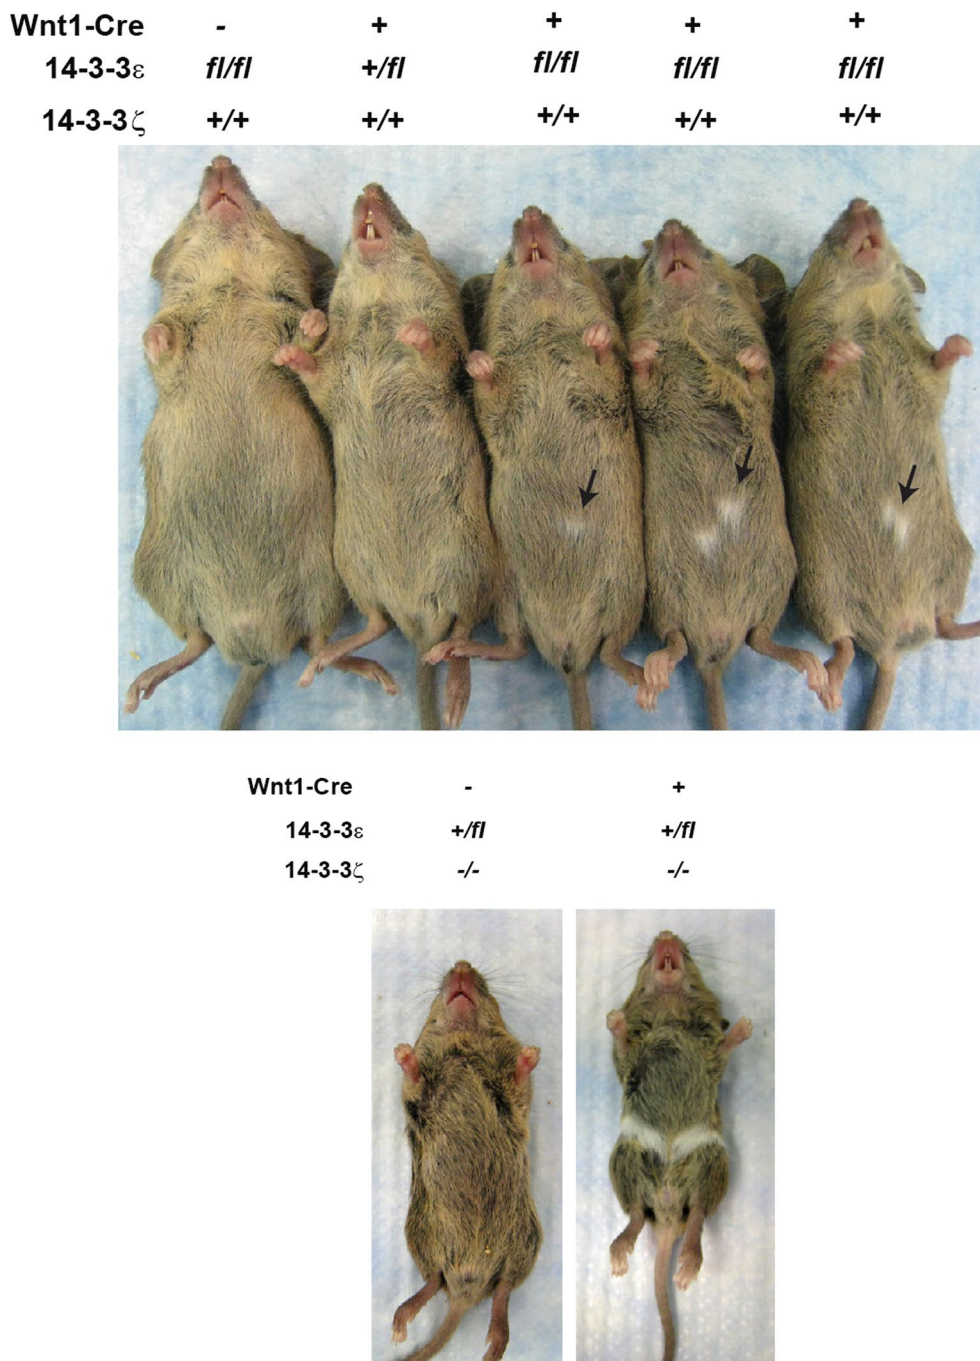 Wnt1-Cre - + + + +
14-3-3ε fl/fl +/fl fl/fl fl/fl fl/fl
14-3-3ζ +/+ +/+ +/+ +/+ +/+
Wnt1-Cre - +
14-3-3ε +/fl +/fl
14-3-3ζ -/- -/-